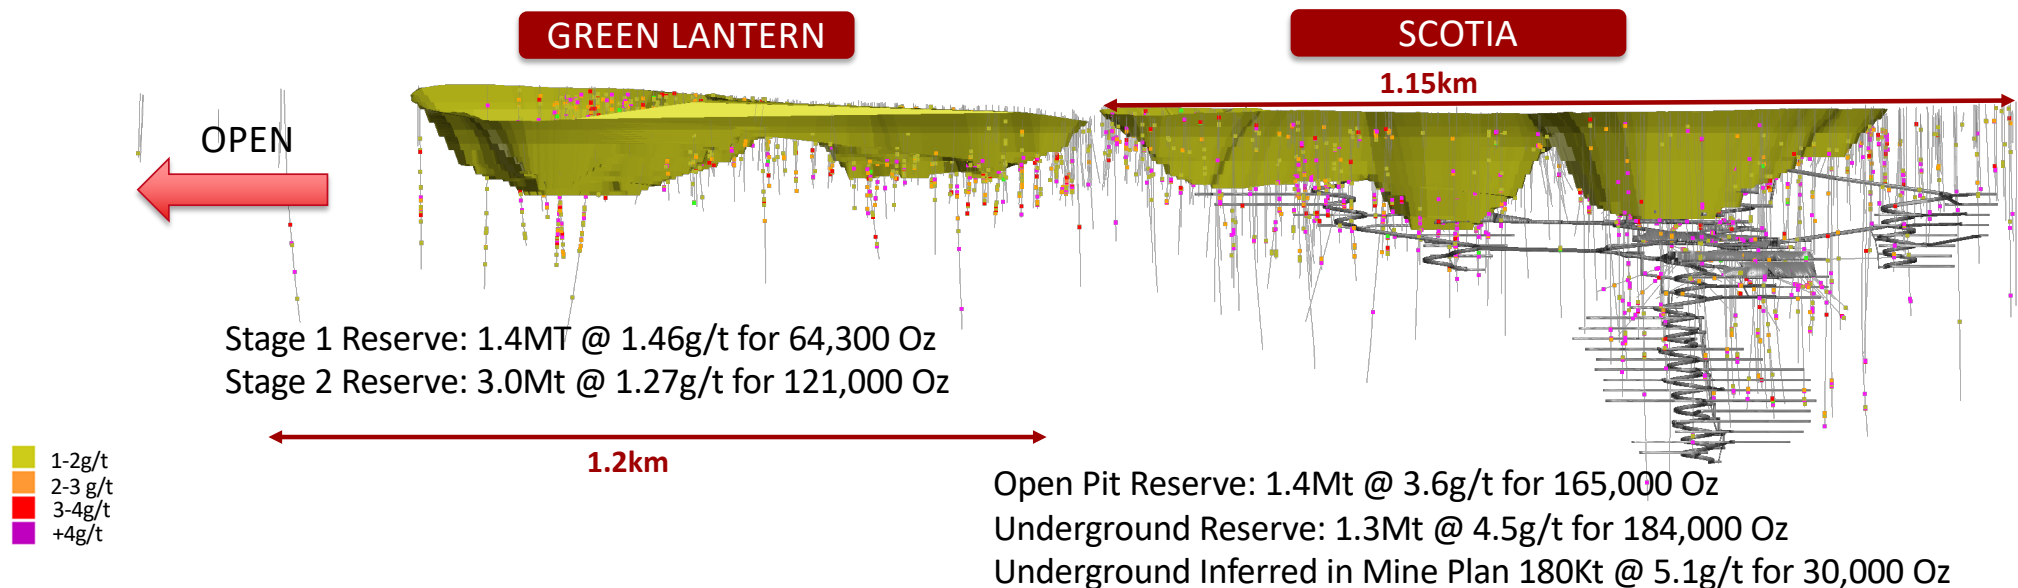 GREEN LANTERN
SCOTIA
1.15km
OPEN
Stage 1 Reserve: 1.4MT @ 1.46g/t for 64,300 Oz
Stage 2 Reserve: 3.0Mt @ 1.27g/t for 121,000 Oz
1.2km
1-2g/t
2-3 g/t
3-4g/t
+4g/t
Open Pit Reserve: 1.4Mt @ 3.6g/t for 165,000 Oz
Underground Reserve: 1.3Mt @ 4.5g/t for 184,000 Oz
Underground Inferred in Mine Plan 180Kt @ 5.1g/t for 30,000 Oz